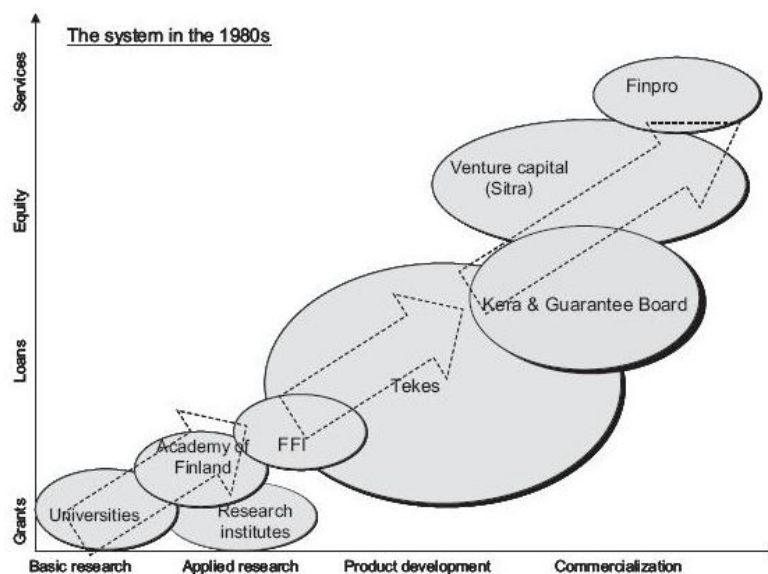 The system in the 1980s
Services
Finpro
Venture capital
(Sitra)
Equity
Kera & Guarantee Board
Loans
Tekes
FFI
Academy of
Finland
Universities
Research
institutes
Grants
Basic research
Applied research
Product development
Commercialization